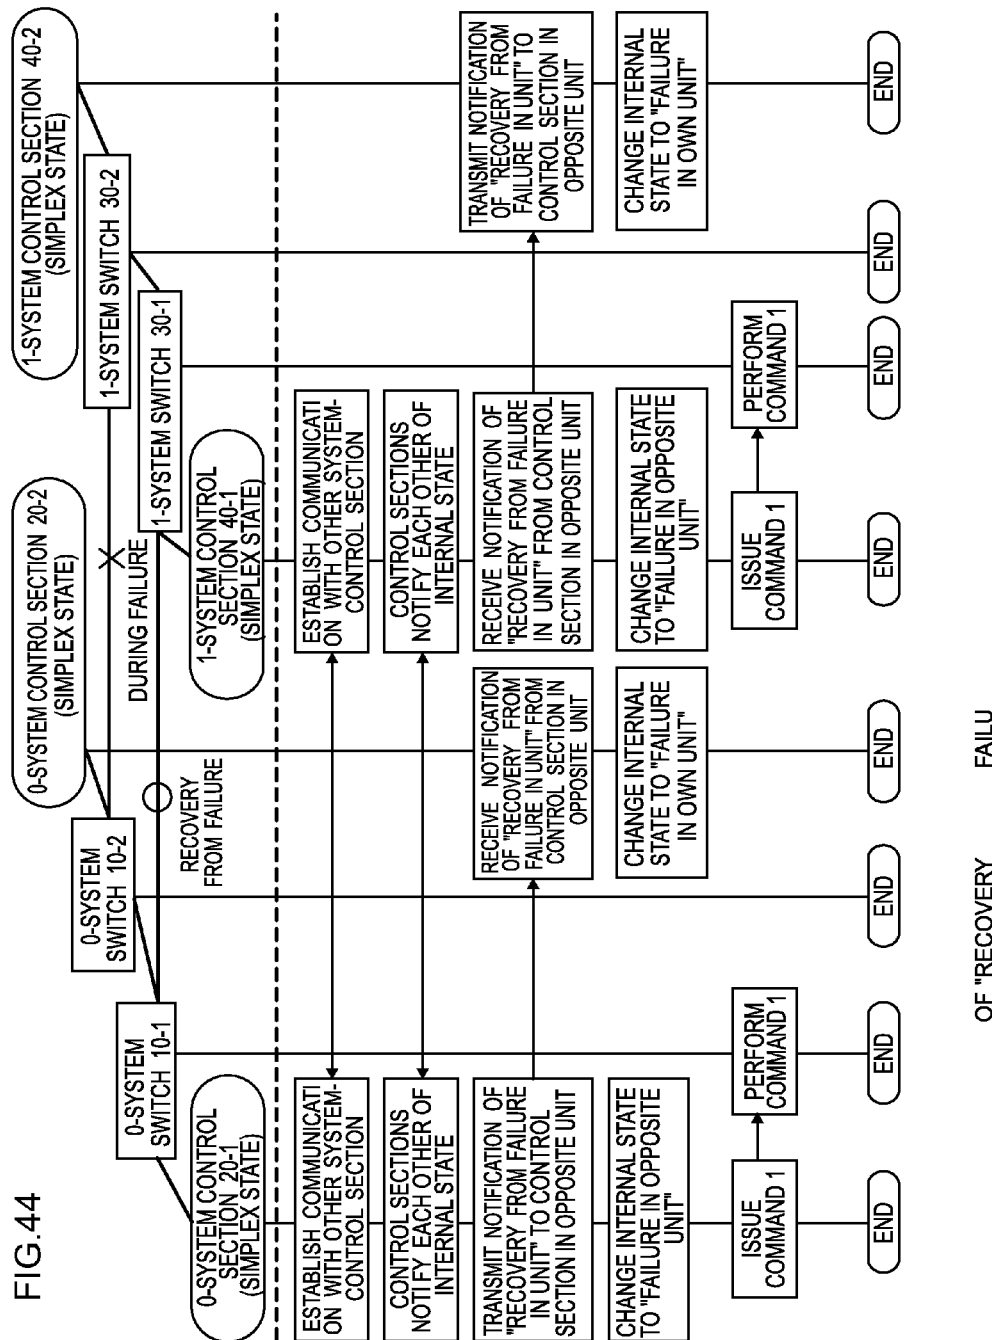 FIG.44
0-SYSTEM CONTROL
SECTION 20-1
(SIMPLEX STATE)
0-SYSTEM
SWITCH 10-1
0-SYSTEM
SWITCH 10-2
0-SYSTEM CONTROL SECTION 20-2
(SIMPLEX STATE)
RECOVERY
FROM FAILURE
DURING FAILURE
1-SYSTEM CONTROL
SECTION 40-1
(SIMPLEX STATE)
1-SYSTEM SWITCH 30-1
1-SYSTEM SWITCH 30-2
1-SYSTEM CONTROL SECTION 40-2
(SIMPLEX STATE)
ESTABLISH COMMUNICATI
ON WITH OTHER SYSTEM-
CONTROL SECTION
ESTABLISH COMMUNICATI
ON WITH OTHER SYSTEM-
CONTROL SECTION
CONTROL SECTIONS
NOTIFY EACH OTHER OF
INTERNAL STATE
CONTROL SECTIONS
NOTIFY EACH OTHER OF
INTERNAL STATE
TRANSMIT NOTIFICATION OF
"RECOVERY FROM FAILURE
IN UNIT" TO CONTROL
SECTION IN OPPOSITE UNIT
RECEIVE NOTIFICATION
OF "RECOVERY FROM
FAILURE IN UNIT" FROM
CONTROL SECTION IN
OPPOSITE UNIT
RECEIVE NOTIFICATION OF
"RECOVERY FROM FAILURE
IN UNIT" FROM CONTROL
SECTION IN OPPOSITE UNIT
TRANSMIT NOTIFICATION
OF "RECOVERY FROM
FAILURE IN UNIT" TO
CONTROL SECTION IN
OPPOSITE UNIT
CHANGE INTERNAL STATE
TO "FAILURE IN OPPOSITE
UNIT"
CHANGE INTERNAL
STATE TO "FAILURE
IN OWN UNIT"
CHANGE INTERNAL STATE
TO "FAILURE IN OPPOSITE
UNIT"
CHANGE INTERNAL
STATE TO "FAILURE
IN OWN UNIT"
ISSUE
COMMAND 1
PERFORM
COMMAND 1
ISSUE
COMMAND 1
PERFORM
COMMAND 1
END
END
END
END
END
END
END
END
OF "RECOVERY FAILU